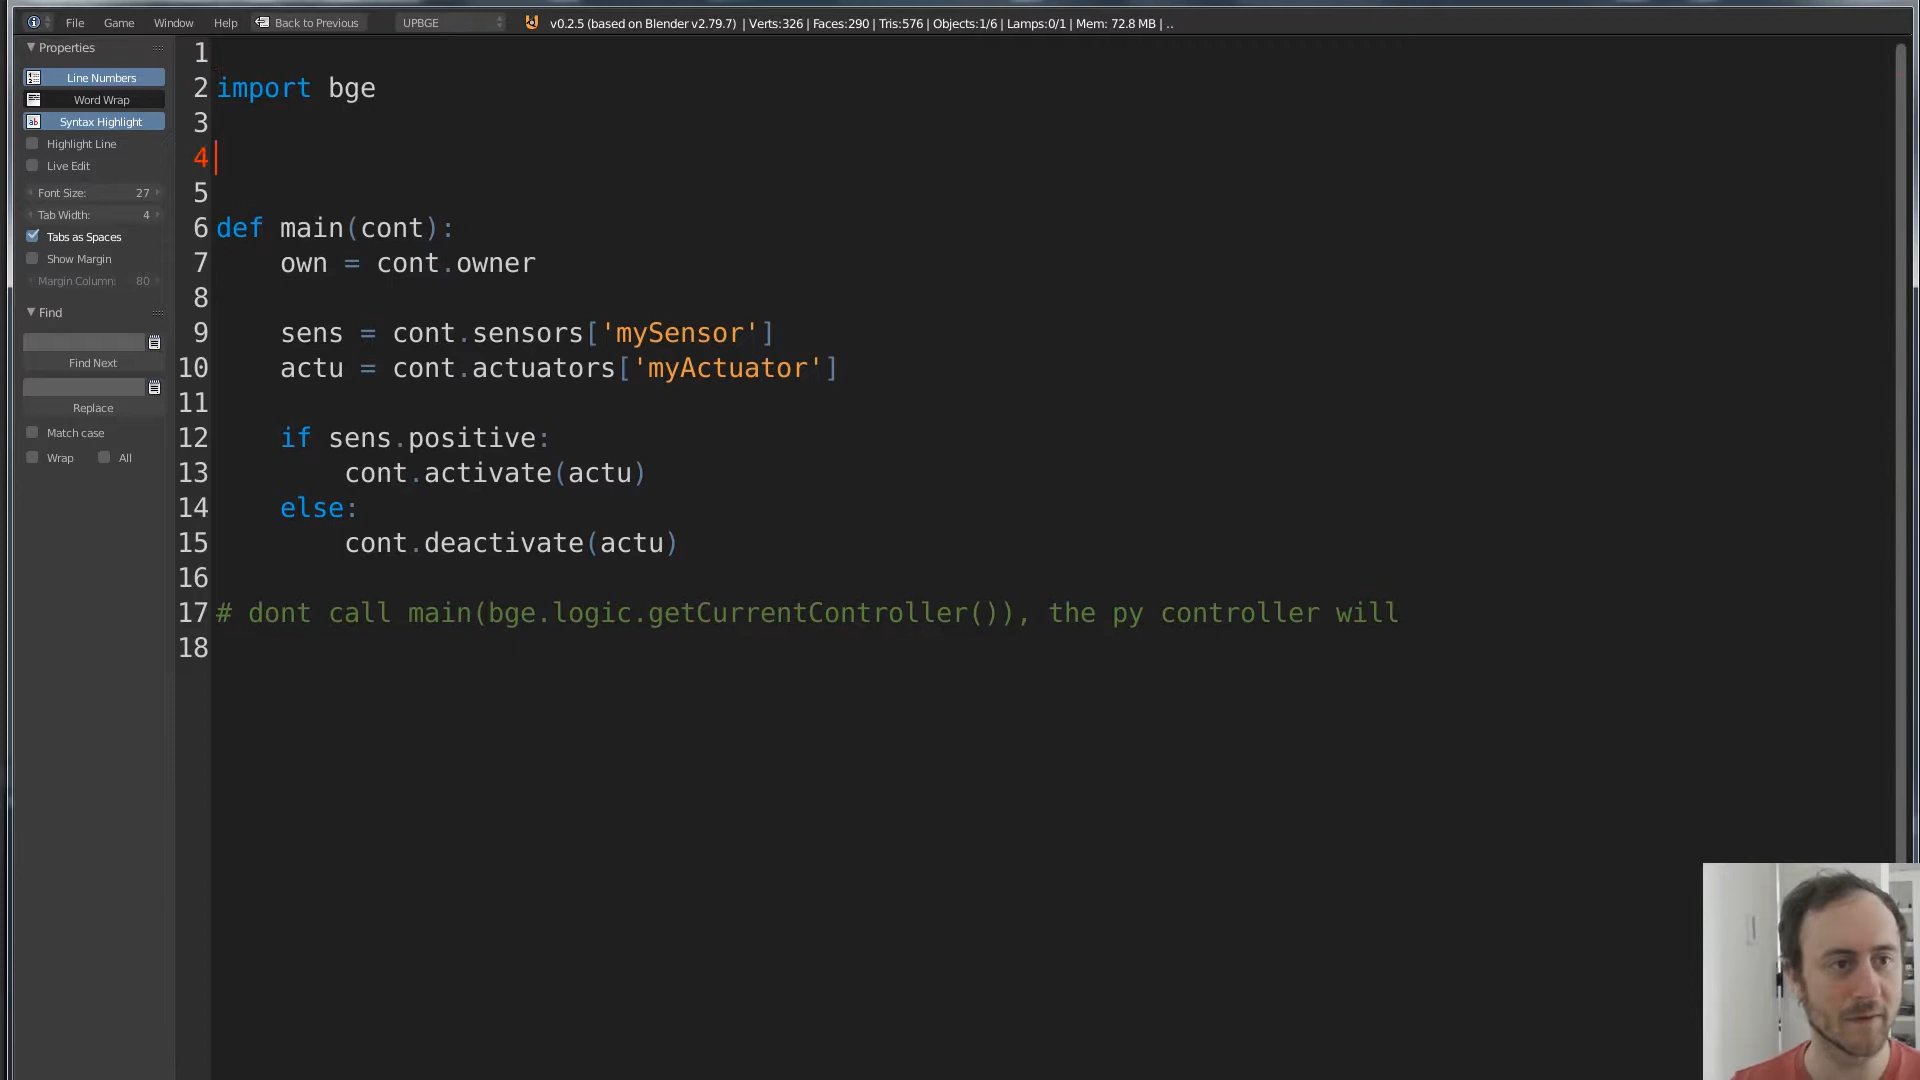 File Game Window Help Back to Previous UPBGE v0.2.5 (based on Blender v2.79.7) | Verts:326 | Faces:290 | Tris:576 | Objects:1/6 | Lamps:0/1 | Mem: 72.8 MB | ..
Properties
Line Numbers
Word Wrap
Syntax Highlight
Highlight Line
Live Edit
Font Size: 27
Tab Width: 4
Tabs as Spaces
Show Margin
Margin Column: 80
Find
Find Next
Replace
Match case
Wrap All
1
2 import bge
3
4
5
6 def main(cont):
7     own = cont.owner
8
9     sens = cont.sensors['mySensor']
10     actu = cont.actuators['myActuator']
11
12     if sens.positive:
13         cont.activate(actu)
14     else:
15         cont.deactivate(actu)
16
17 # dont call main(bge.logic.getCurrentController()), the py controller will
18